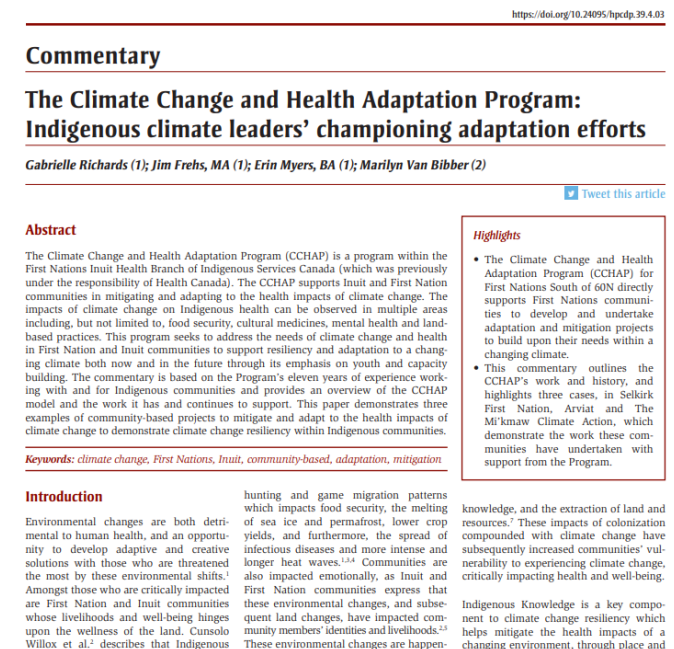 https://doi.org/10.24095/hpcdp.39.4.03
Commentary
The Climate Change and Health Adaptation Program:
Indigenous climate leaders’ championing adaptation efforts
Gabrielle Richards (1); Jim Frehs, MA (1); Erin Myers, BA (1); Marilyn Van Bibber (2)
Tweet this article
Abstract
The Climate Change and Health Adaptation Program (CCHAP) is a program within the
First Nations Inuit Health Branch of Indigenous Services Canada (which was previously
under the responsibility of Health Canada). The CCHAP supports Inuit and First Nation
communities in mitigating and adapting to the health impacts of climate change. The
impacts of climate change on Indigenous health can be observed in multiple areas
including, but not limited to, food security, cultural medicines, mental health and land-
based practices. This program seeks to address the needs of climate change and health
in First Nation and Inuit communities to support resiliency and adaptation to a chang-
ing climate both now and in the future through its emphasis on youth and capacity
building. The commentary is based on the Program’s eleven years of experience work-
ing with and for Indigenous communities and provides an overview of the CCHAP
model and the work it has and continues to support. This paper demonstrates three
examples of community-based projects to mitigate and adapt to the health impacts of
climate change to demonstrate climate change resiliency within Indigenous communities.
Keywords: climate change, First Nations, Inuit, community-based, adaptation, mitigation
Highlights
• The Climate Change and Health
Adaptation Program (CCHAP) for
First Nations South of 60N directly
supports First Nations communi-
ties to develop and undertake
adaptation and mitigation projects
to build upon their needs within a
changing climate.
• This commentary outlines the
CCHAP’s work and history, and
highlights three cases, in Selkirk
First Nation, Arviat and The
Mi’kmaw Climate Action, which
demonstrate the work these com-
munities have undertaken with
support from the Program.
Introduction
Environmental changes are both detri-
mental to human health, and an opportu-
nity to develop adaptive and creative
solutions with those who are threatened
the most by these environmental shifts.1
Amongst those who are critically impacted
are First Nation and Inuit communities
whose livelihoods and well-being hinges
upon the wellness of the land. Cunsolo
Willox et al.2 describes that Indigenous
hunting and game migration patterns
which impacts food security, the melting
of sea ice and permafrost, lower crop
yields, and furthermore, the spread of
infectious diseases and more intense and
longer heat waves.1,3,4 Communities are
also impacted emotionally, as Inuit and
First Nation communities express that
these environmental changes, and subse-
quent land changes, have impacted com-
munity members’ identities and livelihoods.2,5
These environmental changes are happen-
knowledge, and the extraction of land and
resources.7 These impacts of colonization
compounded with climate change have
subsequently increased communities’ vul-
nerability to experiencing climate change,
critically impacting health and well-being.
Indigenous Knowledge is a key compo-
nent to climate change resiliency which
helps mitigate the health impacts of a
changing environment, through place and